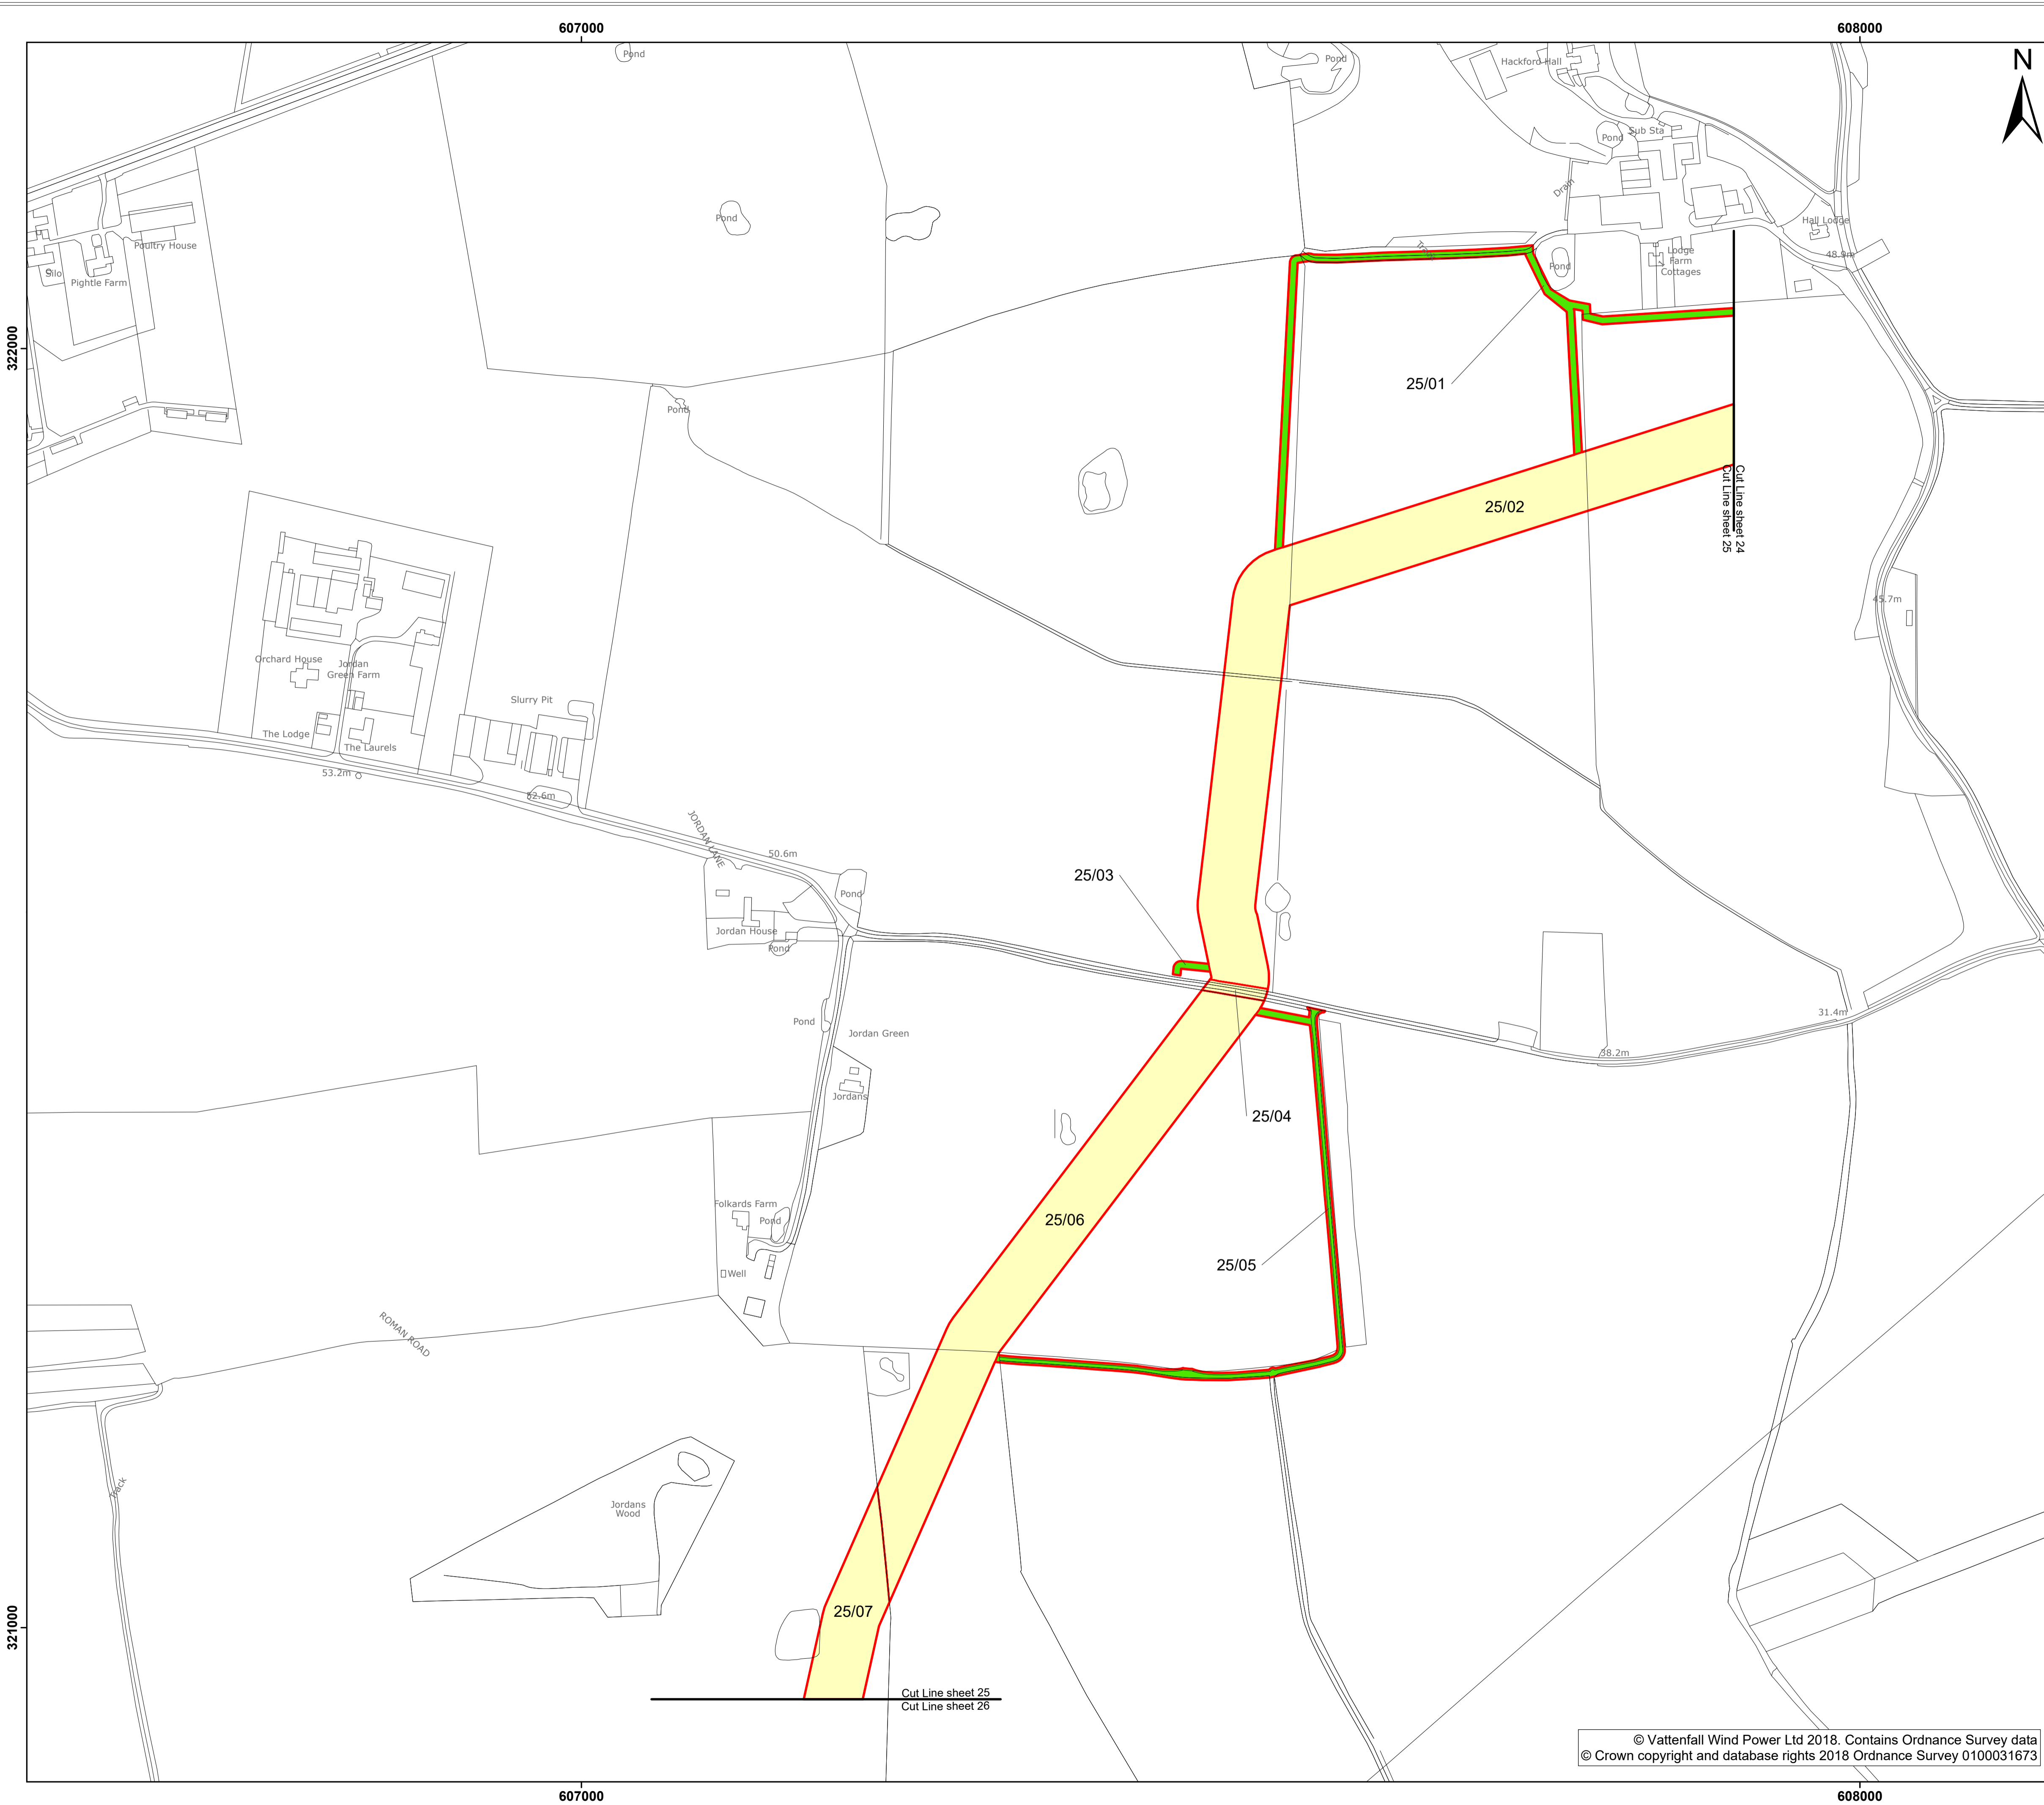 607000
608000
N
Pond
Pond
Hackford Hall
Pond
Sub Sta
Drain
Hall Lodge
48.9m
Pond
Poultry House
Silo
Pightle Farm
Track
Pond
Lodge
Farm
Cottages
322000
25/01
Pond
25/02
Cut Line sheet 24
Cut Line sheet 25
45.7m
Orchard House
Jordan
Green Farm
Slurry Pit
The Lodge
The Laurels
53.2m
52.6m
JORDAN LANE
50.6m
25/03
Pond
Jordan House
Pond
31.4m
Pond
Jordan Green
38.2m
Jordans
25/04
Folkards Farm
Pond
25/06
25/05
Well
ROMAN ROAD
Track
Jordans
Wood
25/07
321000
Cut Line sheet 25
Cut Line sheet 26
© Vattenfall Wind Power Ltd 2018. Contains Ordnance Survey data
© Crown copyright and database rights 2018 Ordnance Survey 0100031673
607000
608000